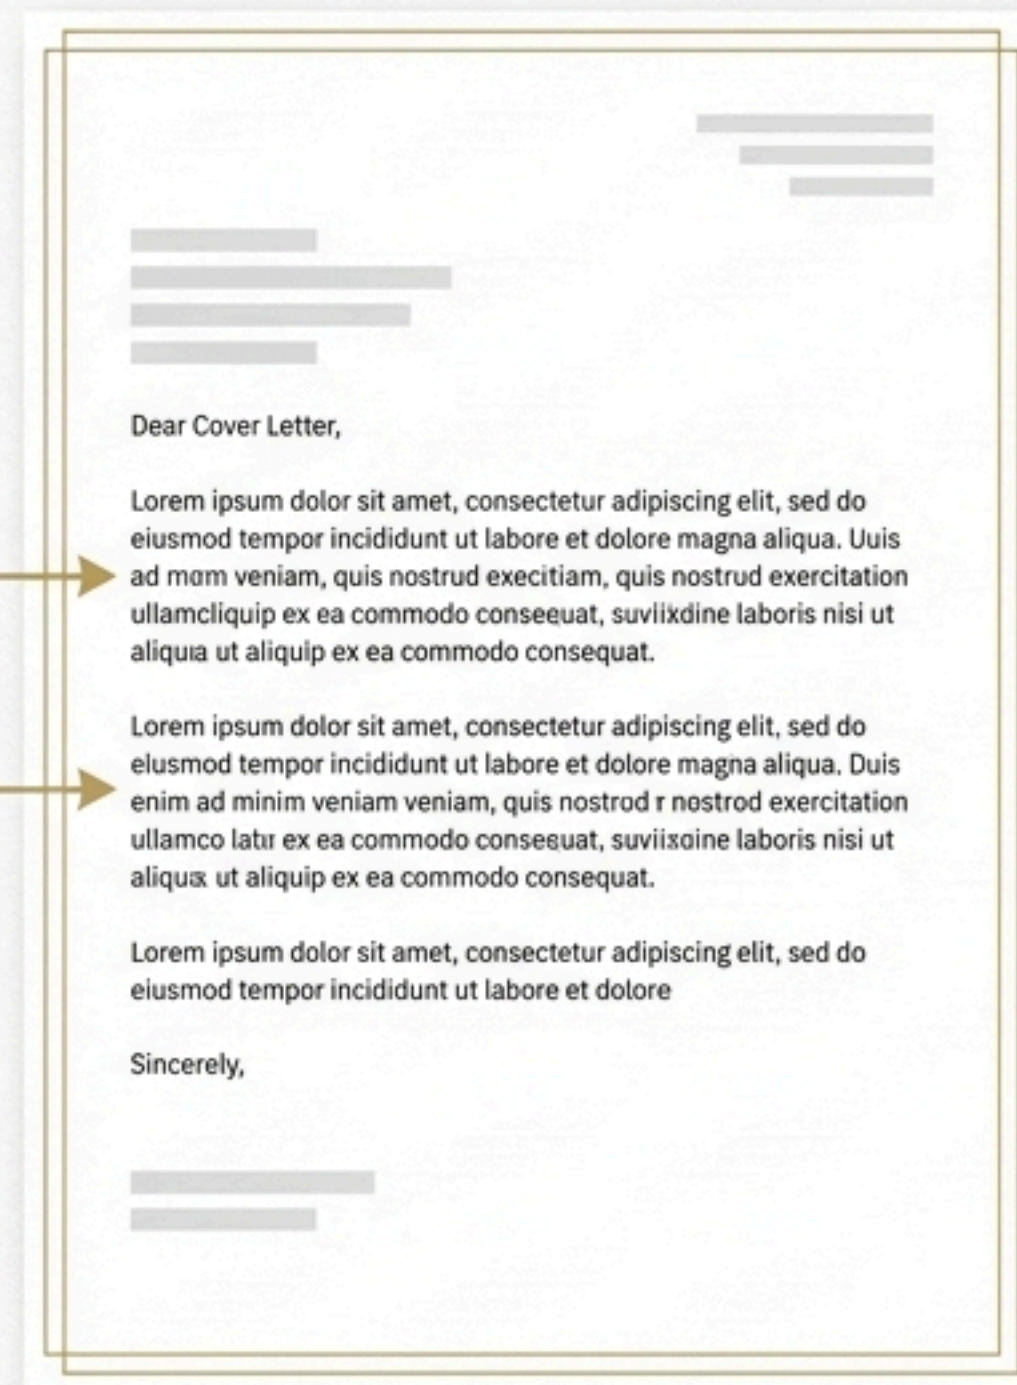 Dear Cover Letter,
Lorem ipsum dolor sit amet, consectetur adipiscing elit, sed do
eiusmod tempor incididunt ut labore et dolore magna aliqua. Uuis
ad mam veniam, quis nostrud execitiam, quis nostrud exercitation
ullamcliquip ex ea commodo conseeuat, suvlixdine laboris nisi ut
aliquıa ut aliquip ex ea commodo consequat.
Lorem ipsum dolor sit amet, consectetur adipiscing elit, sed do
elusmod tempor incididunt ut labore et dolore magna aliqua. Duis
enim ad minim veniam veniam, quis nostrod r nostrod exercitation
ullamco ex ea commodo laboris nisi ut
ut aliquip ex ea commodo consequat.
Lorem ipsum dolor sit amet, consectetur adipiscing elit, sed do
eiusmod tempor incididunt ut labore et dolore
Sincerely,